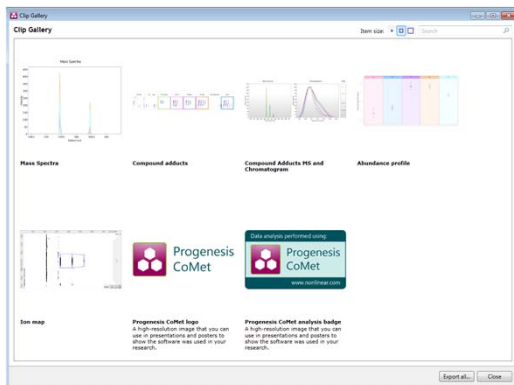 Clip Gallery
Clip Gallery
Item size:
Search
Mass Spectra
Mass Spectra
Compound adducts
Compound Adducts MS and
Chromatogram
Abundance profile
Ion map
Progenesis
CoMet
Progenesis CoMet logo
A high-resolution image that you can
use in presentations and posters to
show the software was used in your
research.
Data analysis performed using:
Progenesis
CoMet
www.nonlinear.com
Progenesis CoMet analysis badge
A high-resolution image that you can
use in presentations and posters to
show the software was used in your
research.
Export all...
Close